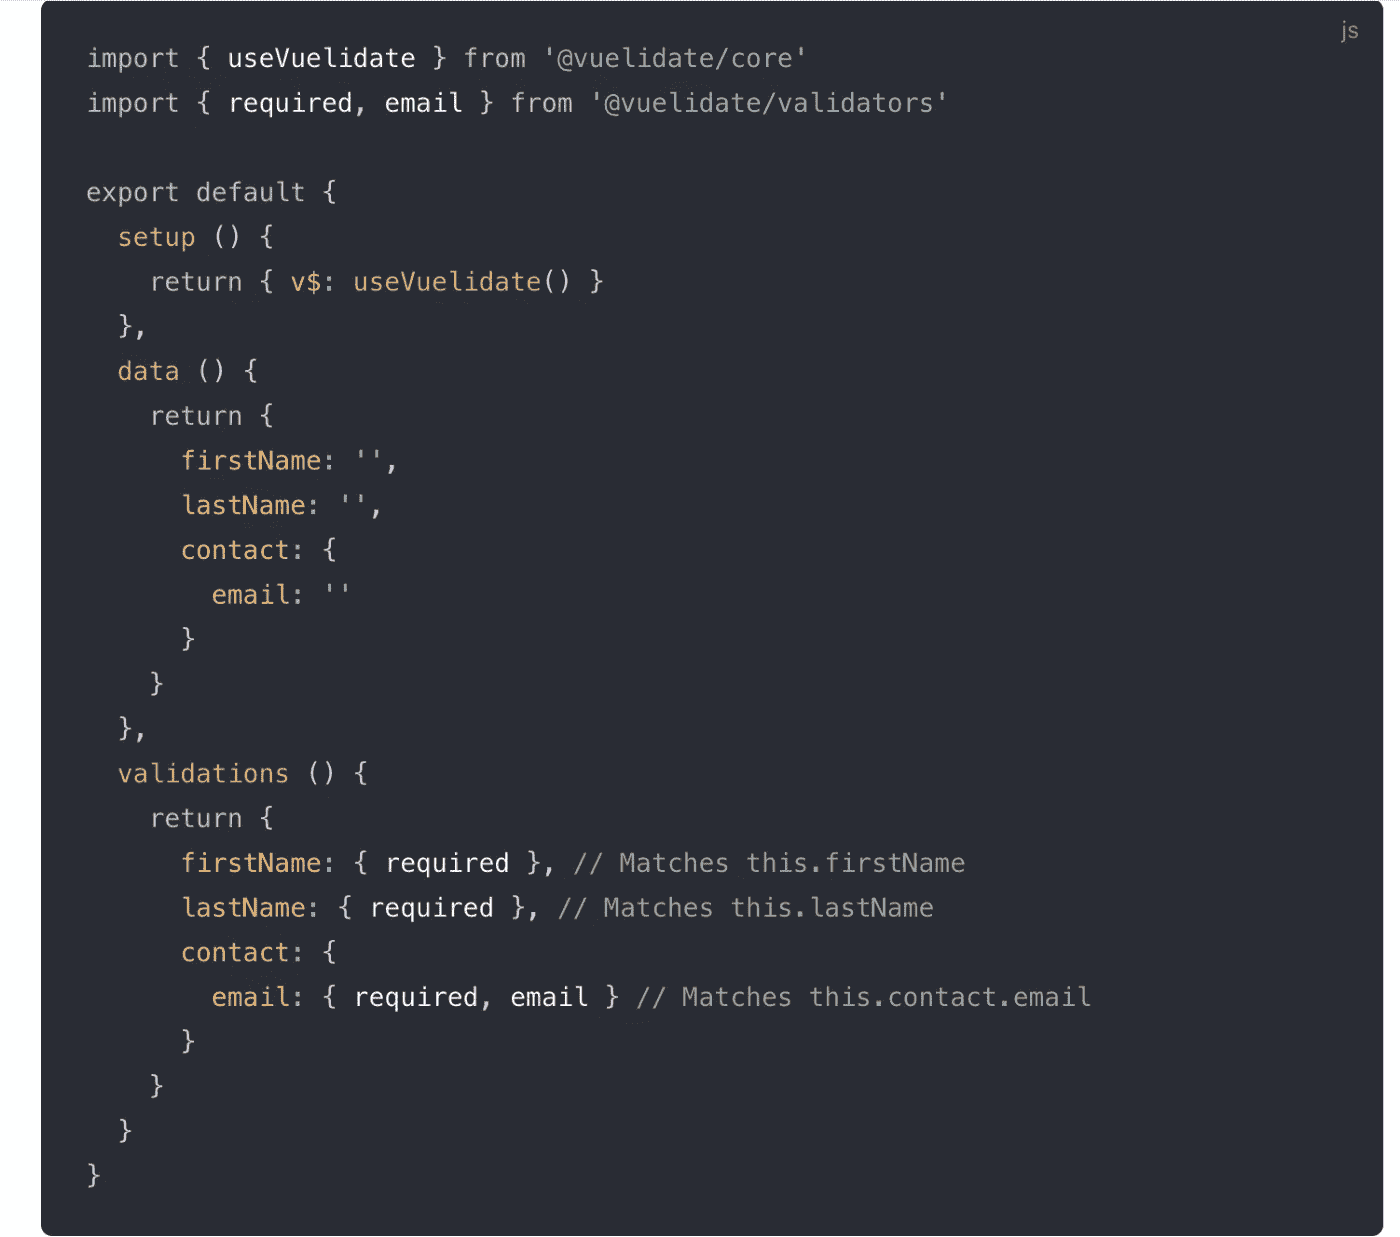 js
import { useVuelidate } from '@vuelidate/core'
import { required, email } from '@vuelidate/validators'

export default {
  setup () {
    return { v$: useVuelidate() }
  },
  data () {
    return {
      firstName: '',
      lastName: '',
      contact: {
        email: ''
      }
    }
  },
  validations () {
    return {
      firstName: { required }, // Matches this.firstName
      lastName: { required }, // Matches this.lastName
      contact: {
        email: { required, email } // Matches this.contact.email
      }
    }
  }
}